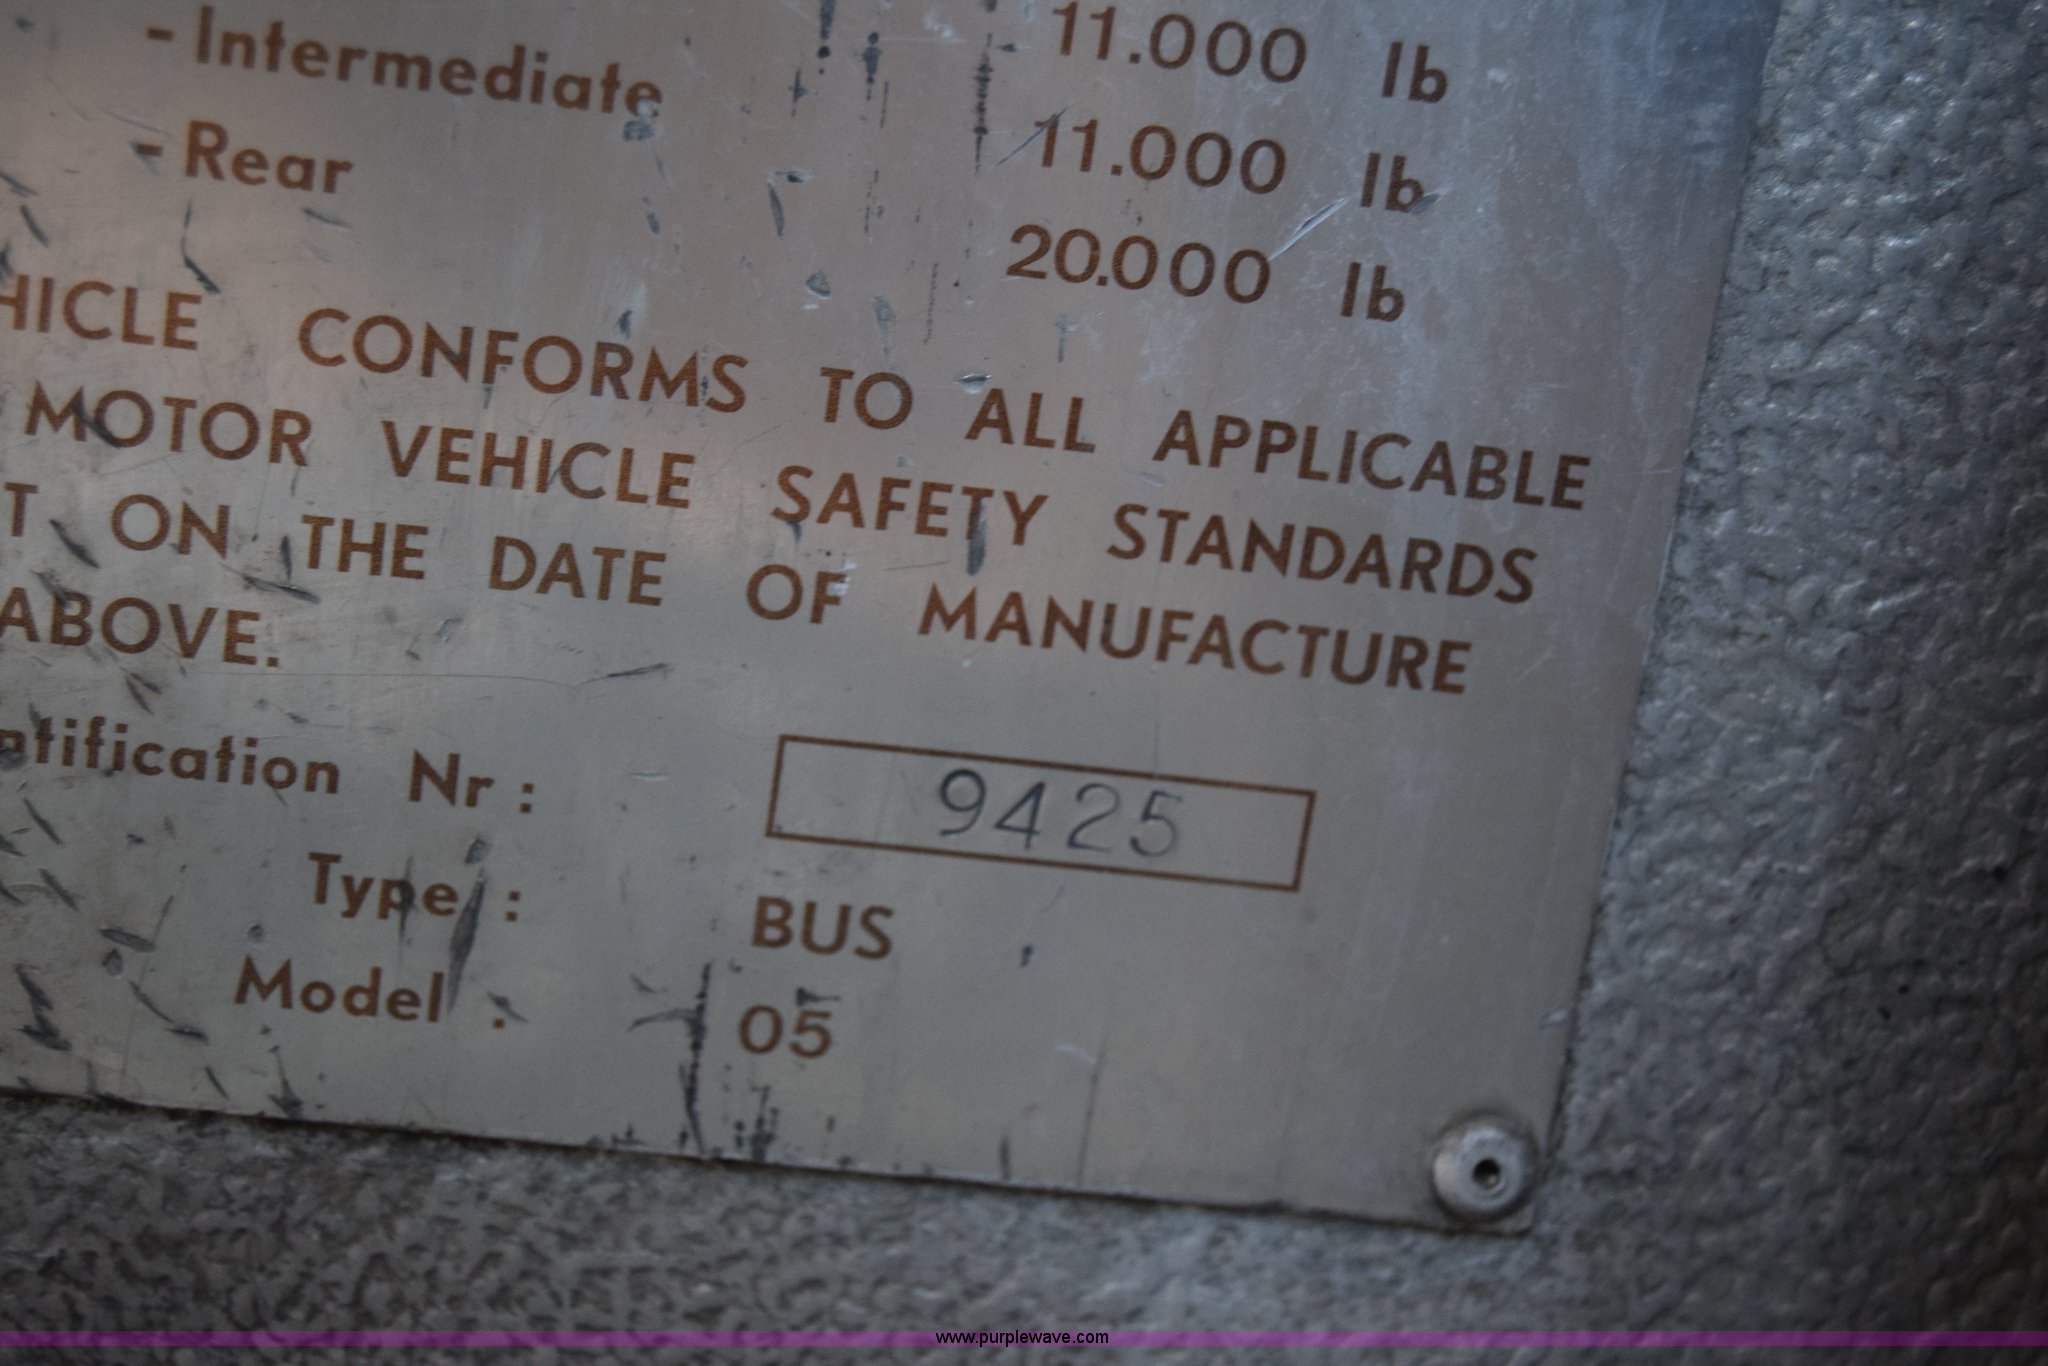 11.000 lb
- Intermediate 11.000 lb
- Rear 20.000 lb
HICLE CONFORMS TO ALL APPLICABLE
MOTOR VEHICLE SAFETY STANDARDS
T ON THE DATE OF MANUFACTURE
ABOVE.
ntification Nr : 9425
Type : BUS
Model : 05
www.purplewave.com